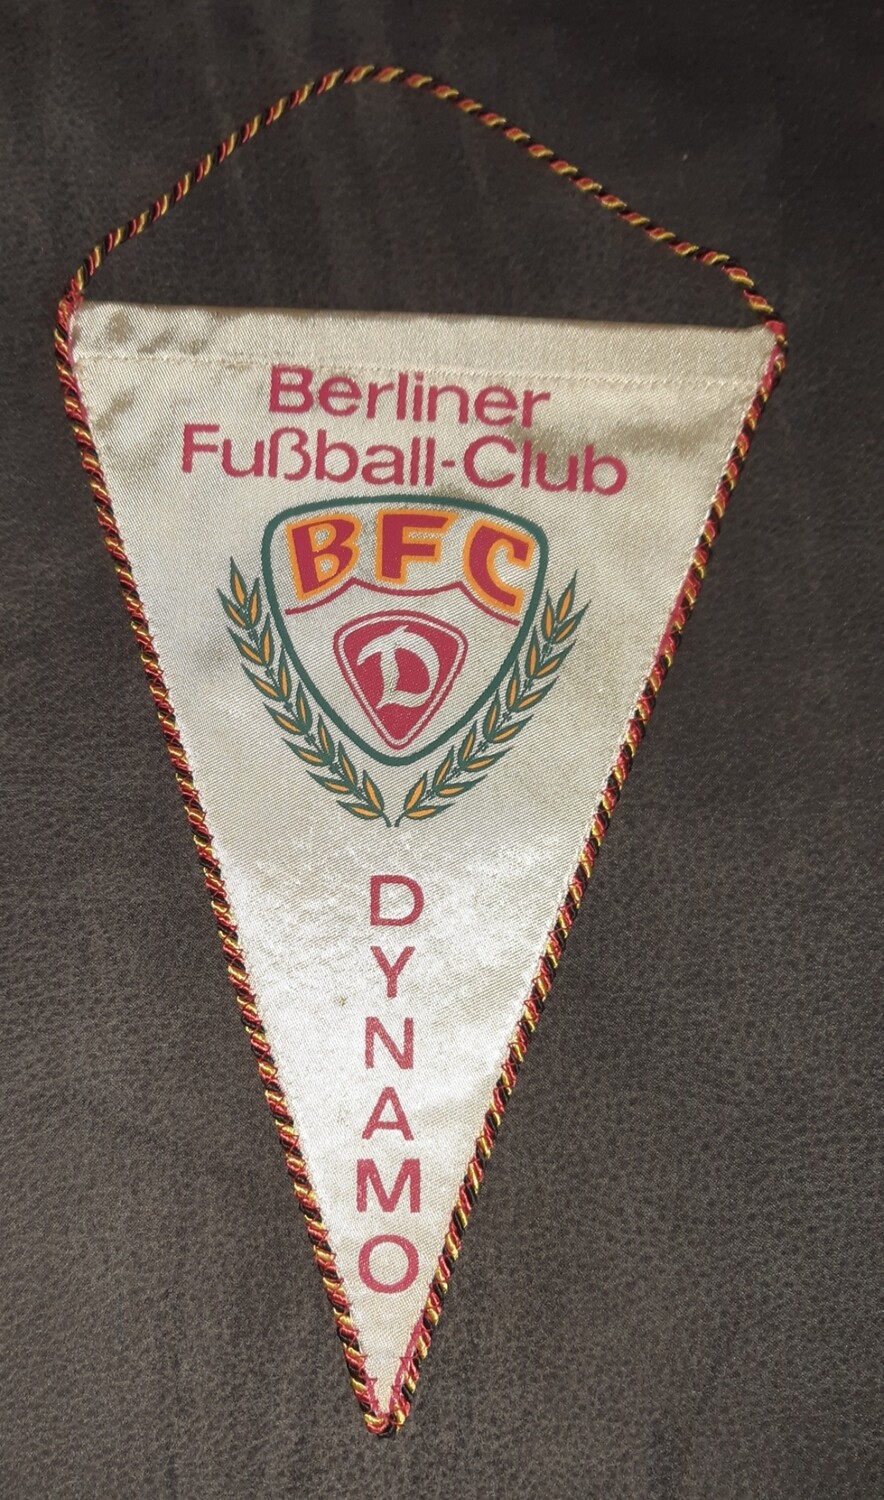 Berliner
Fußball-Club
BFC
D
DYNAMO